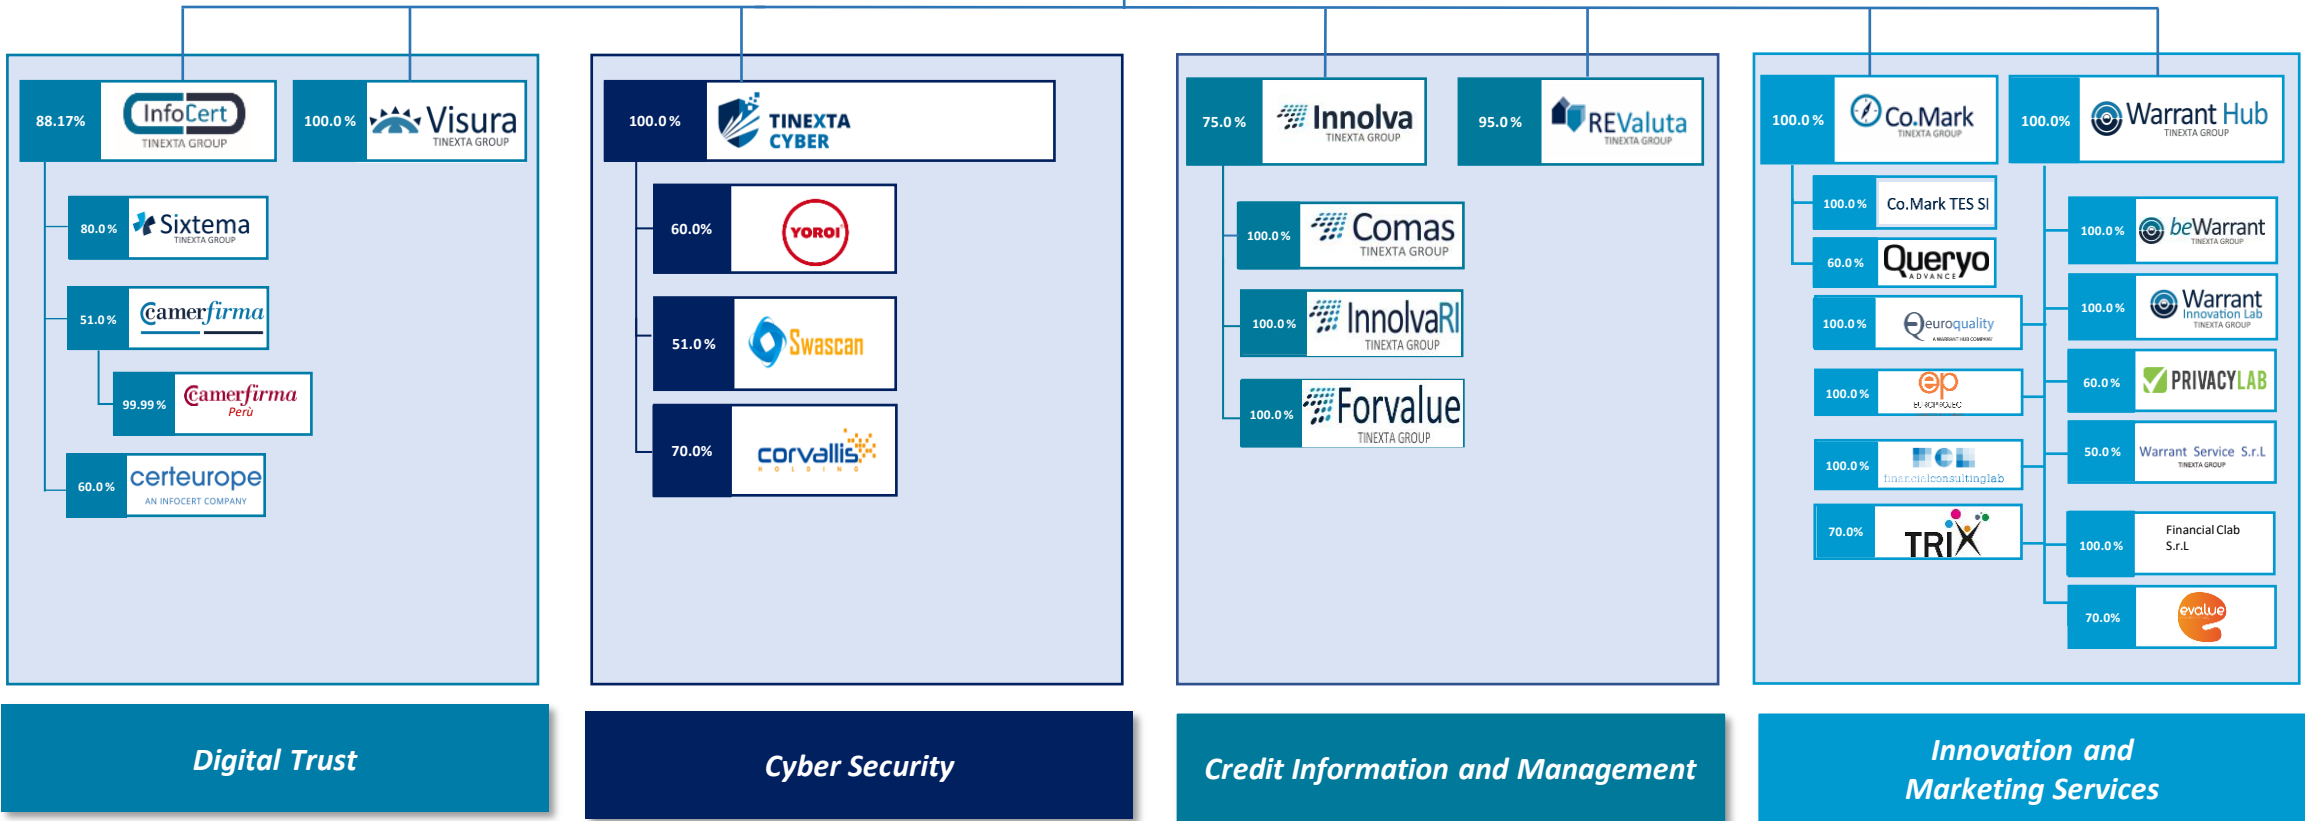 88.17%
InfoCert
TINEXTA GROUP
100.0%
Visura
TINEXTA GROUP
80.0%
Sixtema
TINEXTA GROUP
51.0%
Camerfirma
99.99%
Camerfirma
Perù
60.0%
certeurope
AN INFOCERT COMPANY
Digital Trust
100.0%
TINEXTA
CYBER
60.0%
YOROI
51.0%
Swascan
70.0%
corvallis
HOLDING
Cyber Security
75.0%
Innolva
TINEXTA GROUP
95.0%
REValuta
TINEXTA GROUP
100.0%
Comas
TINEXTA GROUP
100.0%
InnolvaRI
TINEXTA GROUP
100.0%
Forvalue
TINEXTA GROUP
Credit Information and Management
100.0%
Co.Mark
TINEXTA GROUP
100.0%
Warrant Hub
TINEXTA GROUP
100.0%
Co.Mark TES SI
60.0%
Queryo
ADVANCE
100.0%
euroquality
A WARRANT HUB COMPANY
100.0%
ep
EUROPROJECT
100.0%
FCL
financialconsultinglab
70.0%
TRIX
100.0%
beWarrant
TINEXTA GROUP
100.0%
Warrant
Innovation Lab
TINEXTA GROUP
60.0%
PRIVACYLAB
50.0%
Warrant Service S.r.L
TINEXTA GROUP
100.0%
Financial Clab
S.r.L
70.0%
evalue
Innovation and
Marketing Services